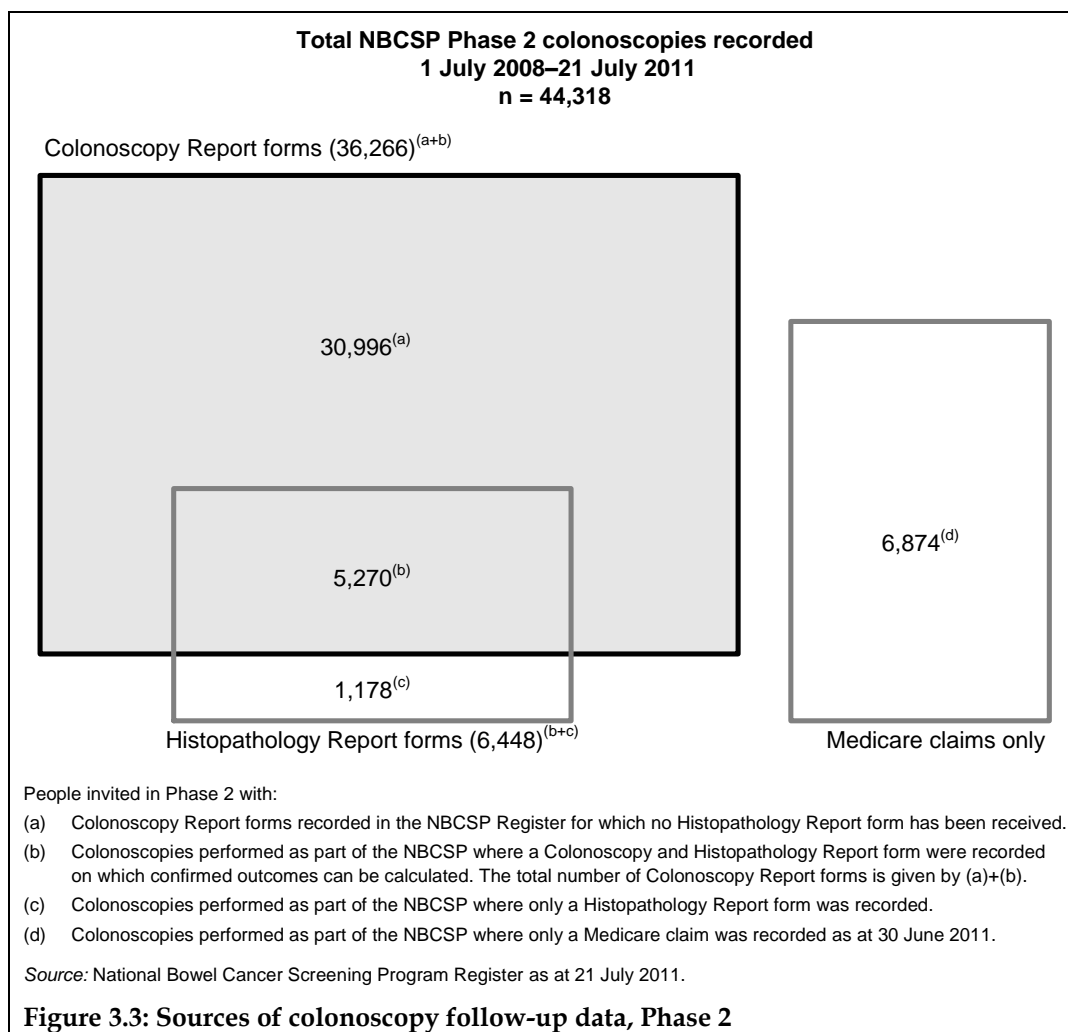 Total NBCSP Phase 2 colonoscopies recorded
1 July 2008–21 July 2011
n = 44,318
Colonoscopy Report forms (36,266)(a+b)
30,996(a)
5,270(b)
6,874(d)
1,178(c)
Histopathology Report forms (6,448)(b+c)
Medicare claims only
People invited in Phase 2 with:
(a) Colonoscopy Report forms recorded in the NBCSP Register for which no Histopathology Report form has been received.
(b) Colonoscopies performed as part of the NBCSP where a Colonoscopy and Histopathology Report form were recorded
on which confirmed outcomes can be calculated. The total number of Colonoscopy Report forms is given by (a)+(b).
(c) Colonoscopies performed as part of the NBCSP where only a Histopathology Report form was recorded.
(d) Colonoscopies performed as part of the NBCSP where only a Medicare claim was recorded as at 30 June 2011.
Source: National Bowel Cancer Screening Program Register as at 21 July 2011.
Figure 3.3: Sources of colonoscopy follow-up data, Phase 2